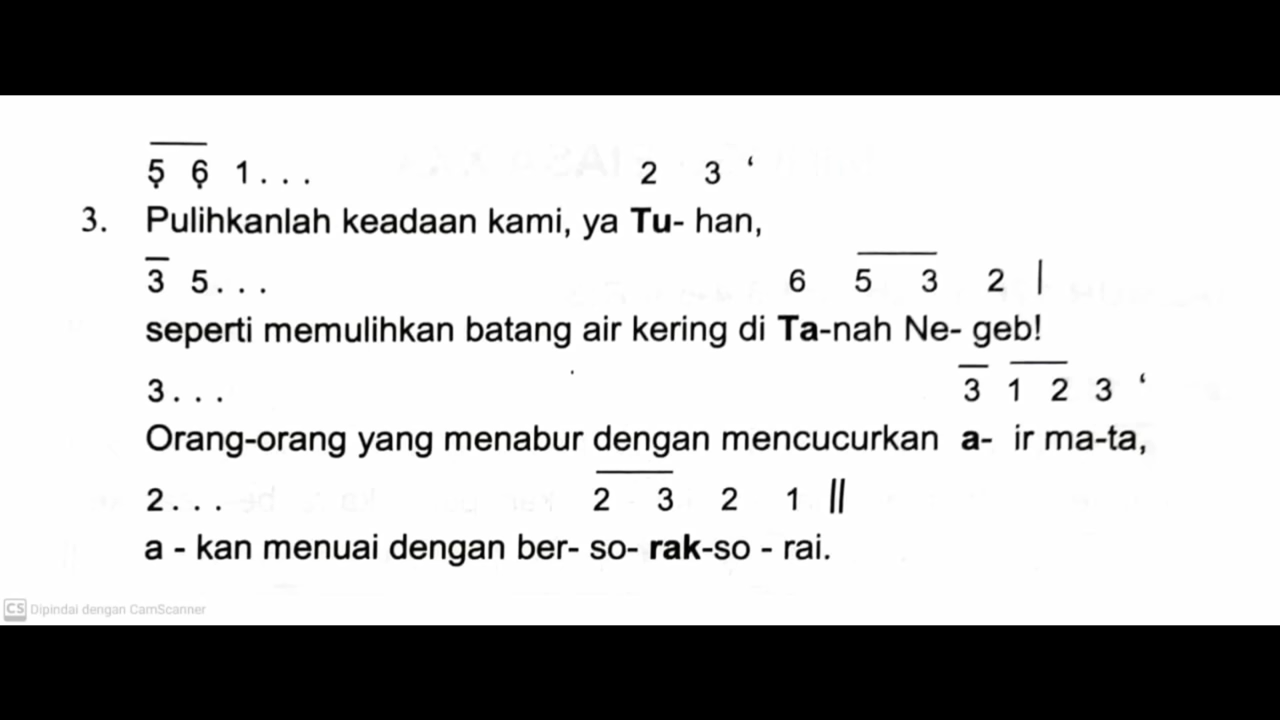 5̣ 6̣ 1... 2 3 ‘
3. Pulihkanlah keadaan kami, ya Tu- han,
3 5... 6 5 3 2 |
seperti memulihkan batang air kering di Ta-nah Ne- geb!
3... 3 1 2 3 ‘
Orang-orang yang menabur dengan mencucurkan a- ir ma-ta,
2... 2 3 2 1 ||
a - kan menuai dengan ber- so- rak-so - rai.
CS Dipindai dengan CamScanner